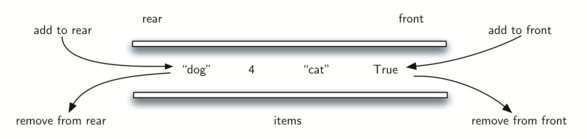 rear front
add to rear add to front
“dog” 4 “cat” True
remove from rear items remove from front